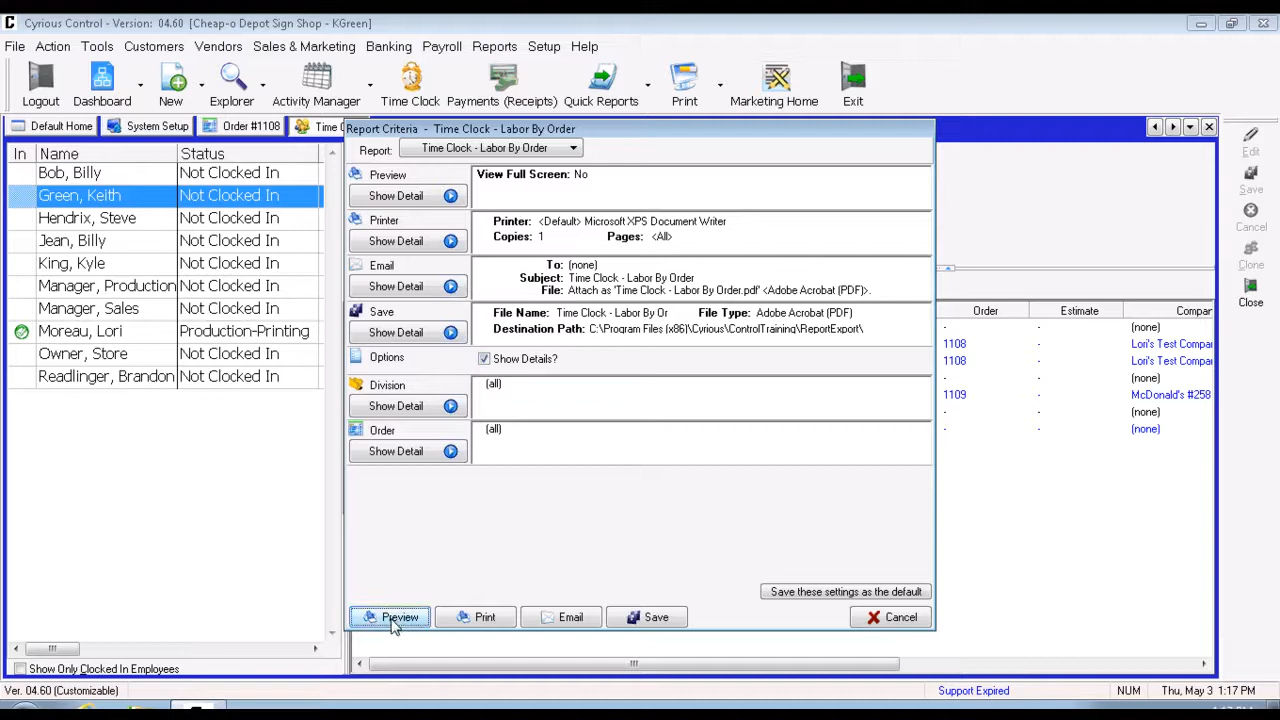 Cyrious Control - Version: 04.60 [Cheap-o Depot Sign Shop - KGreen]
File Action Tools Customers Vendors Sales & Marketing Banking Payroll Reports Setup Help
Logout Dashboard New Explorer Activity Manager Time Clock Payments (Receipts) Quick Reports Print Marketing Home Exit
Default Home System Setup Order #1108 Time C
In Name Status
Bob, Billy Not Clocked In
Green, Keith Not Clocked In
Hendrix, Steve Not Clocked In
Jean, Billy Not Clocked In
King, Kyle Not Clocked In
Manager, Production Not Clocked In
Manager, Sales Not Clocked In
Moreau, Lori Production-Printing
Owner, Store Not Clocked In
Readlinger, Brandon Not Clocked In
Show Only Clocked In Employees
Report Criteria - Time Clock - Labor By Order
Report: Time Clock - Labor By Order
Preview View Full Screen: No
Show Detail
Printer Printer: <Default> Microsoft XPS Document Writer
Show Detail Copies: 1 Pages: <All>
Email To: (none)
Subject: Time Clock - Labor By Order
Show Detail File: Attach as 'Time Clock - Labor By Order.pdf' <Adobe Acrobat (PDF)>.
Save File Name: Time Clock - Labor By Or File Type: Adobe Acrobat (PDF)
Show Detail Destination Path: C:\Program Files (x86)\Cyrious\ControlTraining\ReportExport\
Options Show Details?
Division (all)
Show Detail
Order (all)
Show Detail
Save these settings as the default
Preview Print Email Save Cancel
Order Estimate Compar
- - (none)
1108 - Lori's Test Compa
1108 - Lori's Test Compa
- - (none)
1109 - McDonald's #258
- - (none)
- - (none)
Edit
Save
Cancel
Clone
Close
Ver. 04.60 (Customizable) Support Expired NUM Thu, May 3 1:17 PM